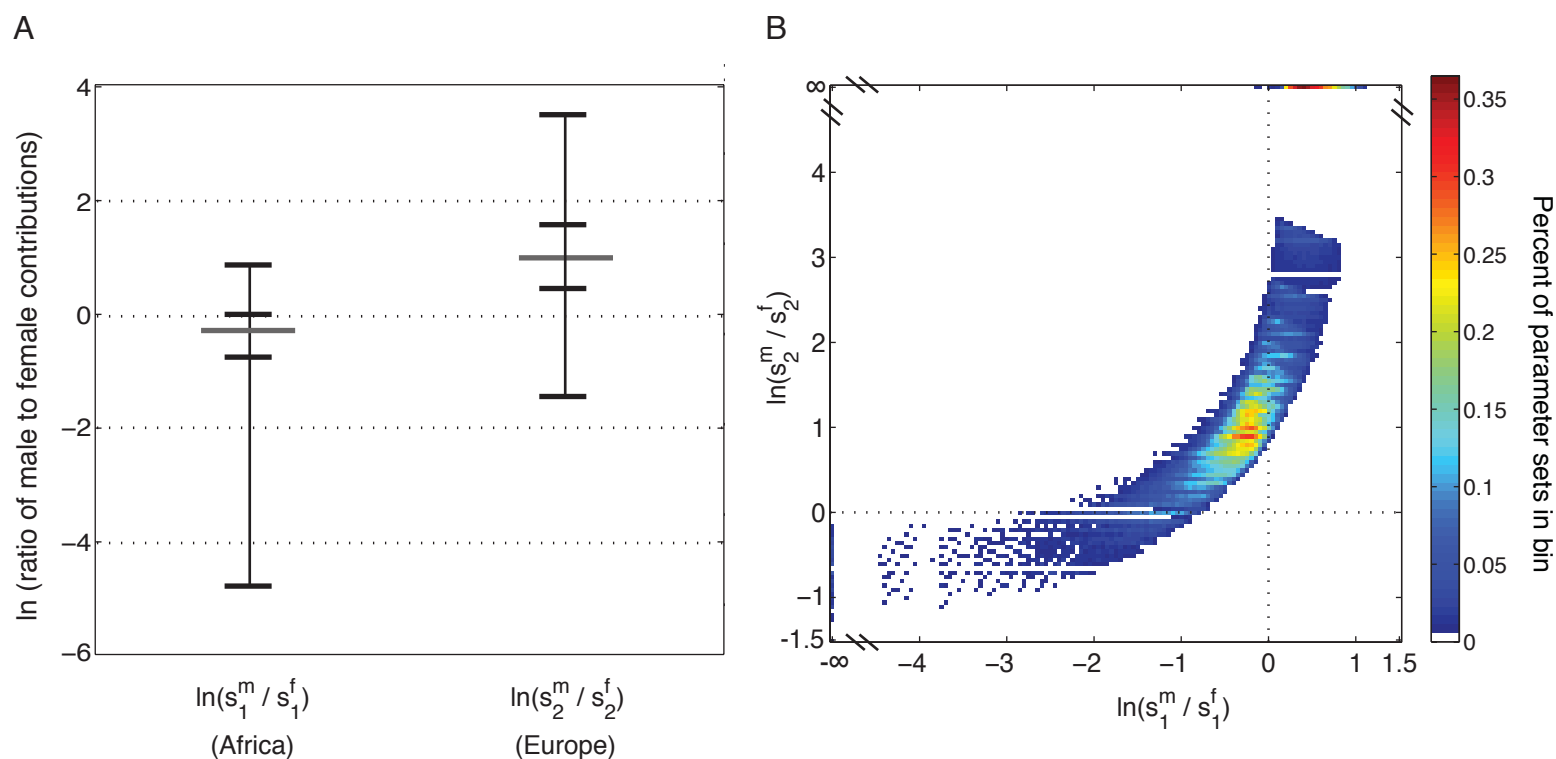 A
B
ln (ratio of male to female contributions)
4
2
0
−2
−4
−6
ln(s₁ᵐ / s₁ᶠ)
(Africa)
ln(s₂ᵐ / s₂ᶠ)
(Europe)
ln(s₂ᵐ / s₂ᶠ)
∞
4
3
2
1
0
−1
-1.5
-∞ −4 −3 −2 −1 0 1 1.5
ln(s₁ᵐ / s₁ᶠ)
0.35
0.3
0.25
0.2
0.15
0.1
0.05
0
Percent of parameter sets in bin